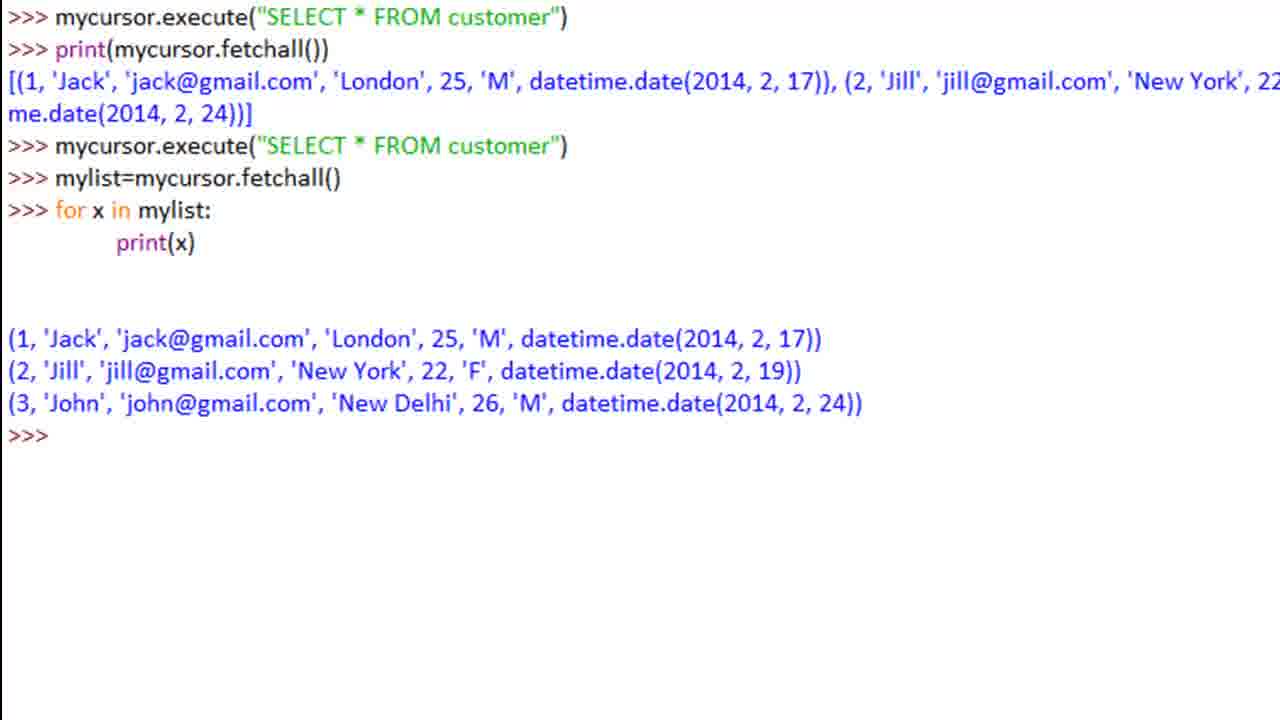 >>> mycursor.execute("SELECT * FROM customer")
>>> print(mycursor.fetchall())
[(1, 'Jack', 'jack@gmail.com', 'London', 25, 'M', datetime.date(2014, 2, 17)), (2, 'Jill', 'jill@gmail.com', 'New York', 22
me.date(2014, 2, 24))]
>>> mycursor.execute("SELECT * FROM customer")
>>> mylist=mycursor.fetchall()
>>> for x in mylist:
print(x)
(1, 'Jack', 'jack@gmail.com', 'London', 25, 'M', datetime.date(2014, 2, 17))
(2, 'Jill', 'jill@gmail.com', 'New York', 22, 'F', datetime.date(2014, 2, 19))
(3, 'John', 'john@gmail.com', 'New Delhi', 26, 'M', datetime.date(2014, 2, 24))
>>>